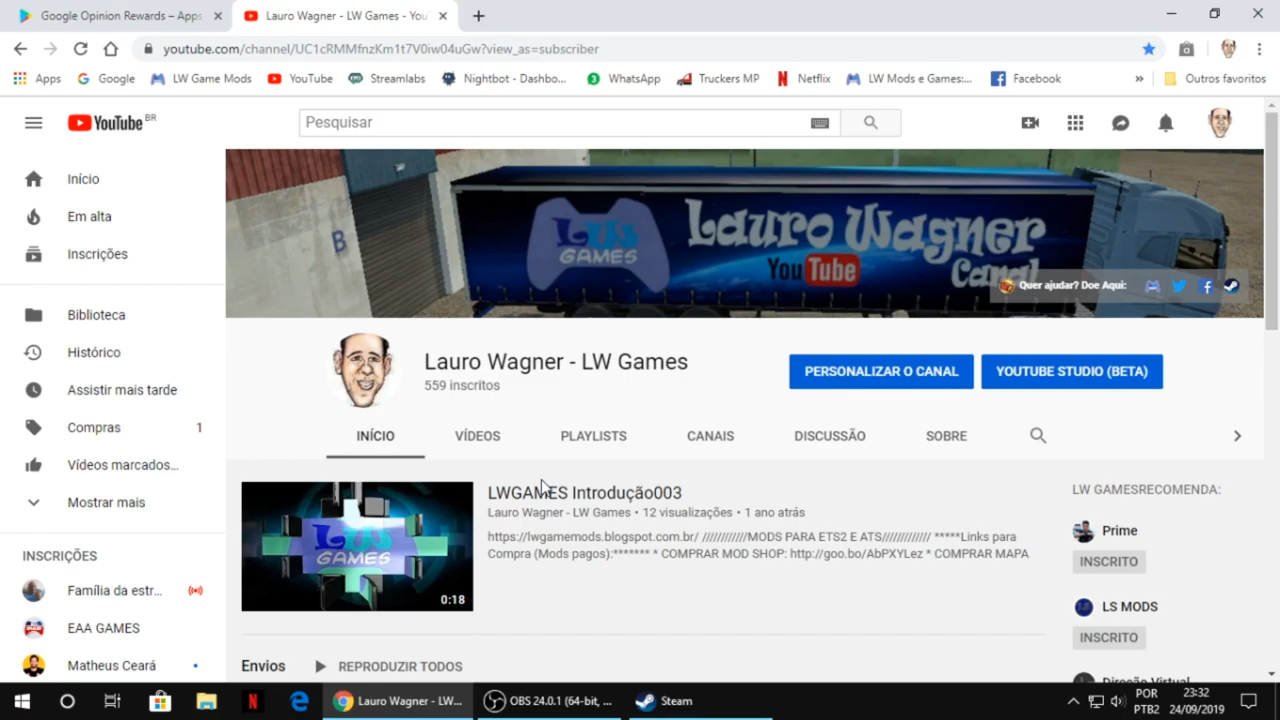 Google Opinion Rewards – Apps
Lauro Wagner - LW Games - You
youtube.com/channel/UC1cRMMfnzKm1t7V0iw04uGw?view_as=subscriber
Apps
Google
LW Game Mods
YouTube
Streamlabs
Nightbot - Dashbo...
WhatsApp
Truckers MP
Netflix
LW Mods e Games:...
Facebook
»
Outros favoritos
YouTube BR
Pesquisar
Início
Em alta
Inscrições
Biblioteca
Histórico
Assistir mais tarde
Compras 1
Vídeos marcados...
Mostrar mais
INSCRIÇÕES
Família da estr...
EAA GAMES
Matheus Ceará
B
LW
GAMES
Lauro Wagner
YouTube
Canal
Quer ajudar? Doe Aqui:
Lauro Wagner - LW Games
559 inscritos
PERSONALIZAR O CANAL
YOUTUBE STUDIO (BETA)
INÍCIO
VÍDEOS
PLAYLISTS
CANAIS
DISCUSSÃO
SOBRE
LW
GAMES
0:18
LWGAMES Introdução003
Lauro Wagner - LW Games • 12 visualizações • 1 ano atrás
https://lwgamemods.blogspot.com.br/ ////////////MODS PARA ETS2 E ATS//////////// *****Links para
Compra (Mods pagos):******* * COMPRAR MOD SHOP: http://goo.bo/AbPXYLez * COMPRAR MAPA
LW GAMESRECOMENDA:
Prime
INSCRITO
LS MODS
INSCRITO
Direção Virtual
Envios
REPRODUZIR TODOS
Lauro Wagner - LW...
OBS 24.0.1 (64-bit, ...
Steam
POR
PTB2
23:32
24/09/2019